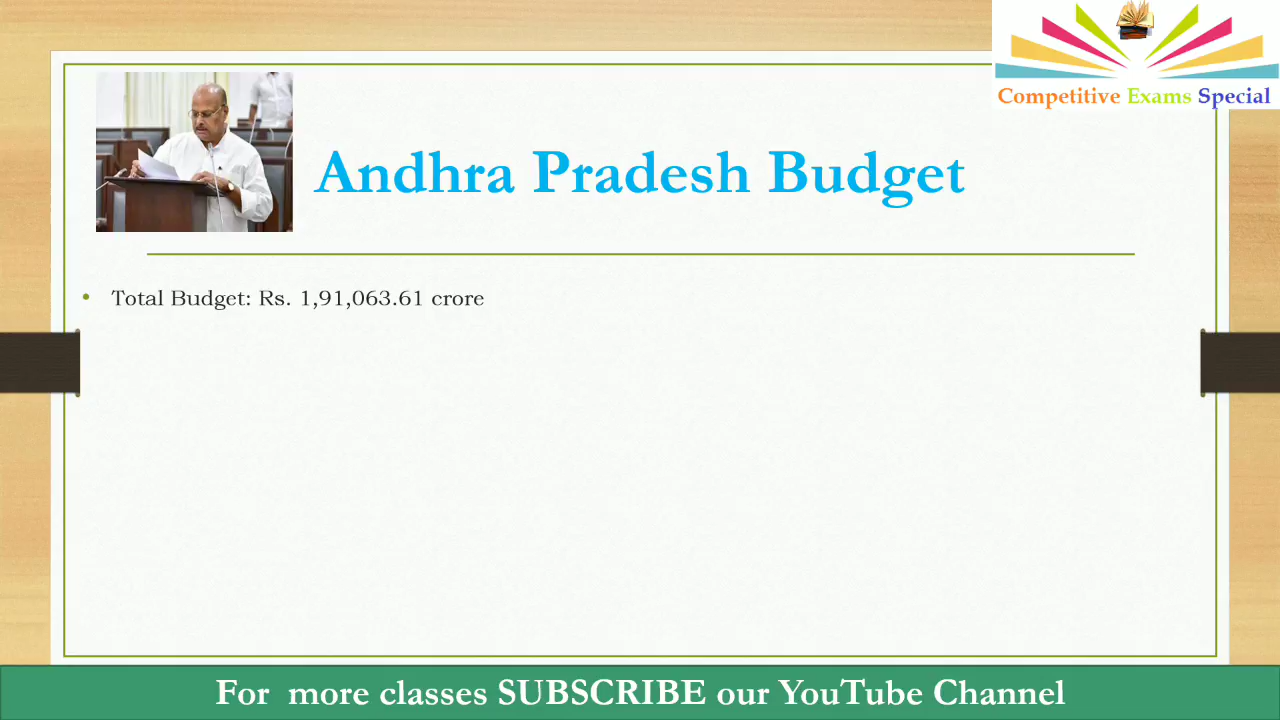 Competitive Exams Special
Andhra Pradesh Budget
• Total Budget: Rs. 1,91,063.61 crore
For more classes SUBSCRIBE our YouTube Channel